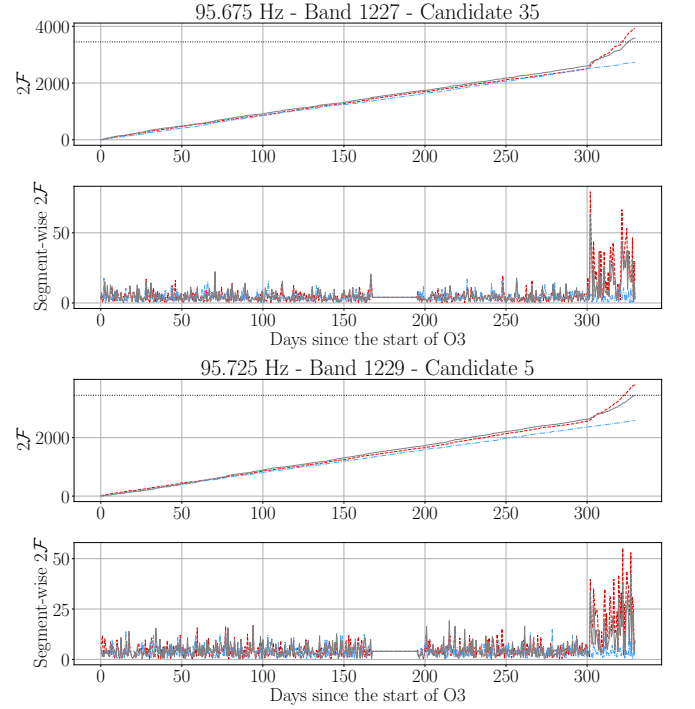 95.675 Hz - Band 1227 - Candidate 35
4000
2000
0
2F
0 50 100 150 200 250 300
50
0
Segment-wise 2F
0 50 100 150 200 250 300
Days since the start of O3
95.725 Hz - Band 1229 - Candidate 5
2000
0
2F
0 50 100 150 200 250 300
50
25
0
Segment-wise 2F
0 50 100 150 200 250 300
Days since the start of O3